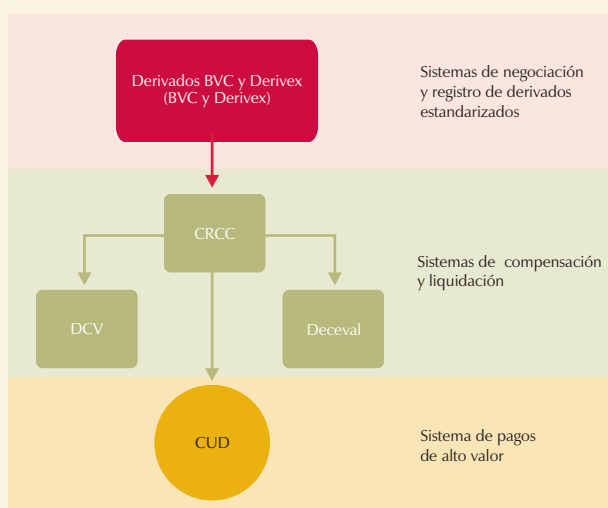 Derivados BVC y Derivex
(BVC y Derivex)
Sistemas de negociación
y registro de derivados
estandarizados
CRCC
Sistemas de compensación
y liquidación
DCV
Deceval
CUD
Sistema de pagos
de alto valor